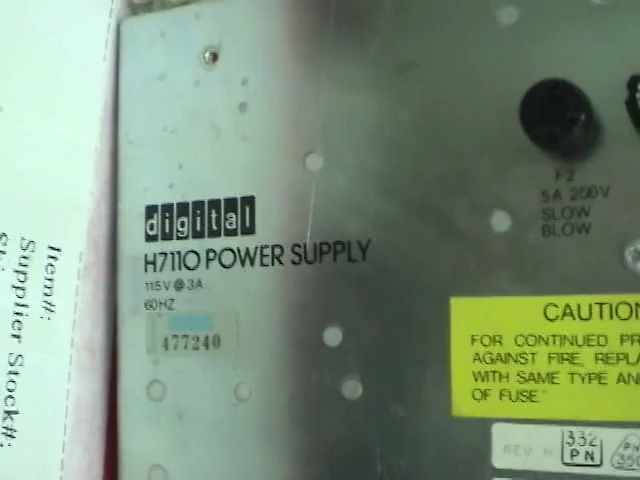 digital
H7110 POWER SUPPLY
115V @ 3A
60HZ
477240
F2
5A 200V
SLOW
BLOW
CAUTION
FOR CONTINUED PR
AGAINST FIRE, REPLA
WITH SAME TYPE AN
OF FUSE.
REV H
332
PN
Item#:
Supplier Stock#: